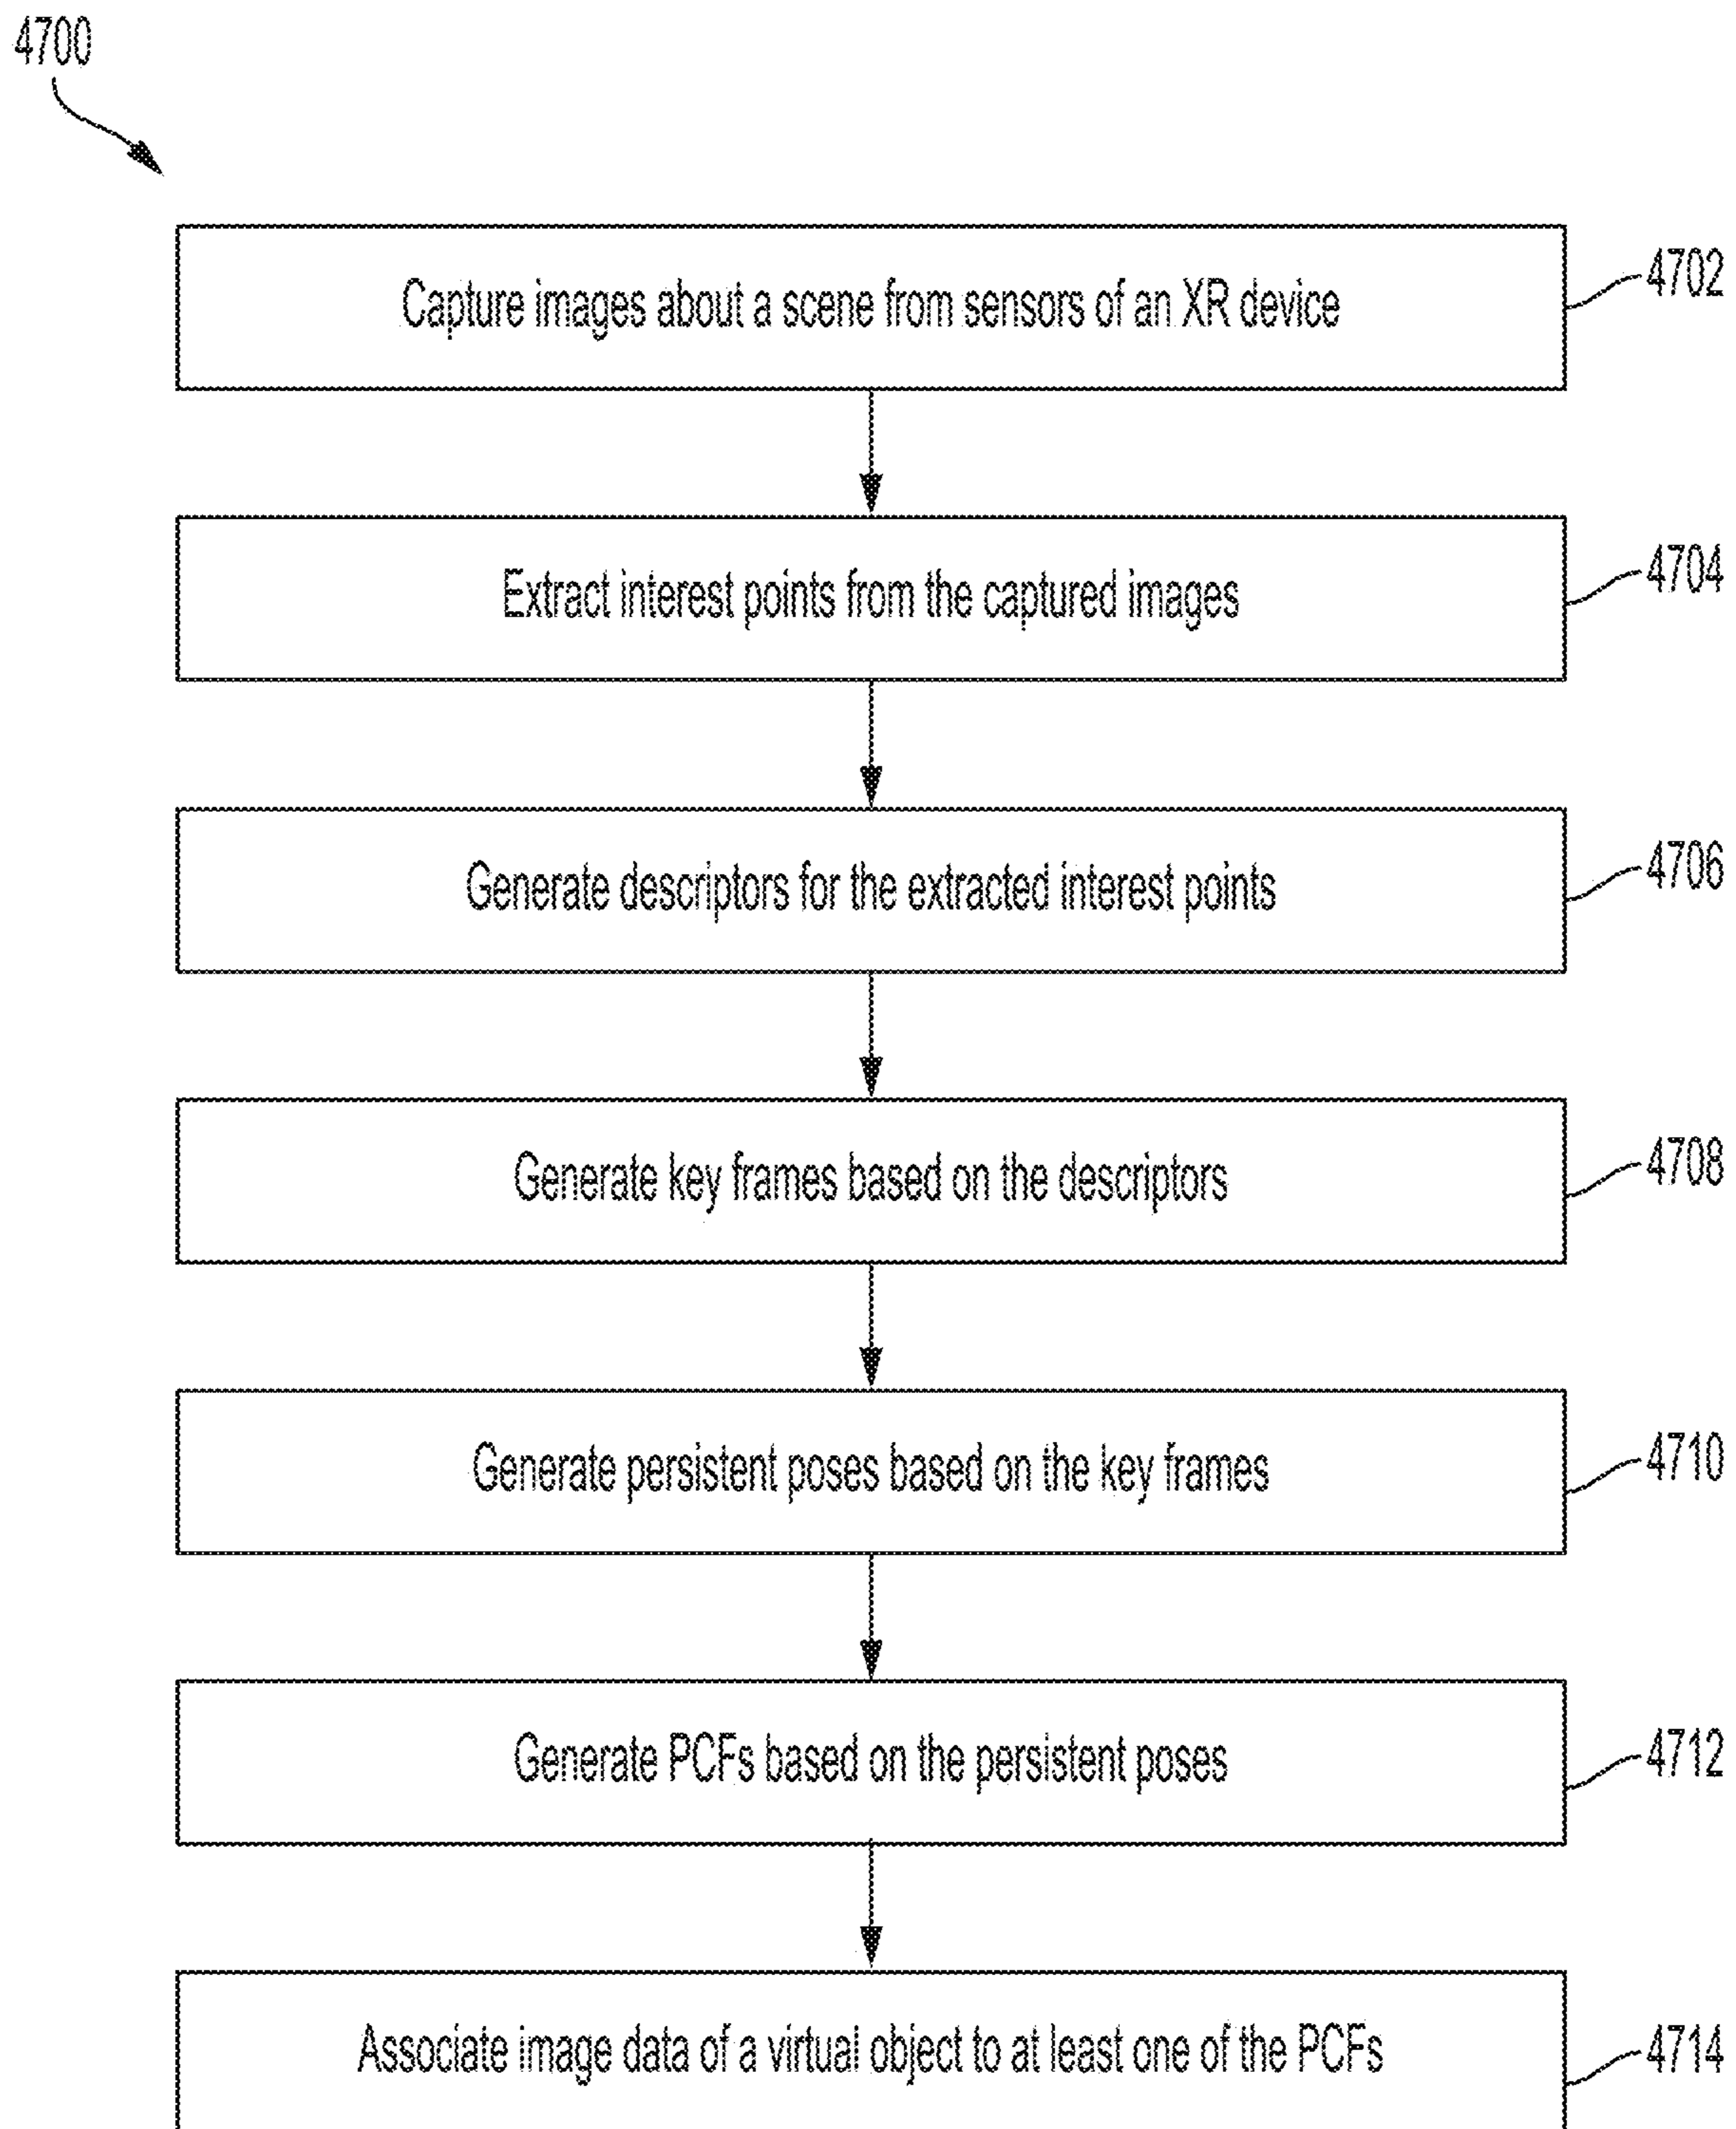 4700
Capture images about a scene from sensors of an XR device
4702
Extract interest points from the captured images
4704
Generate descriptors for the extracted interest points
4706
Generate key frames based on the descriptors
4708
Generate persistent poses based on the key frames
4710
Generate PCFs based on the persistent poses
4712
Associate image data of a virtual object to at least one of the PCFs
4714